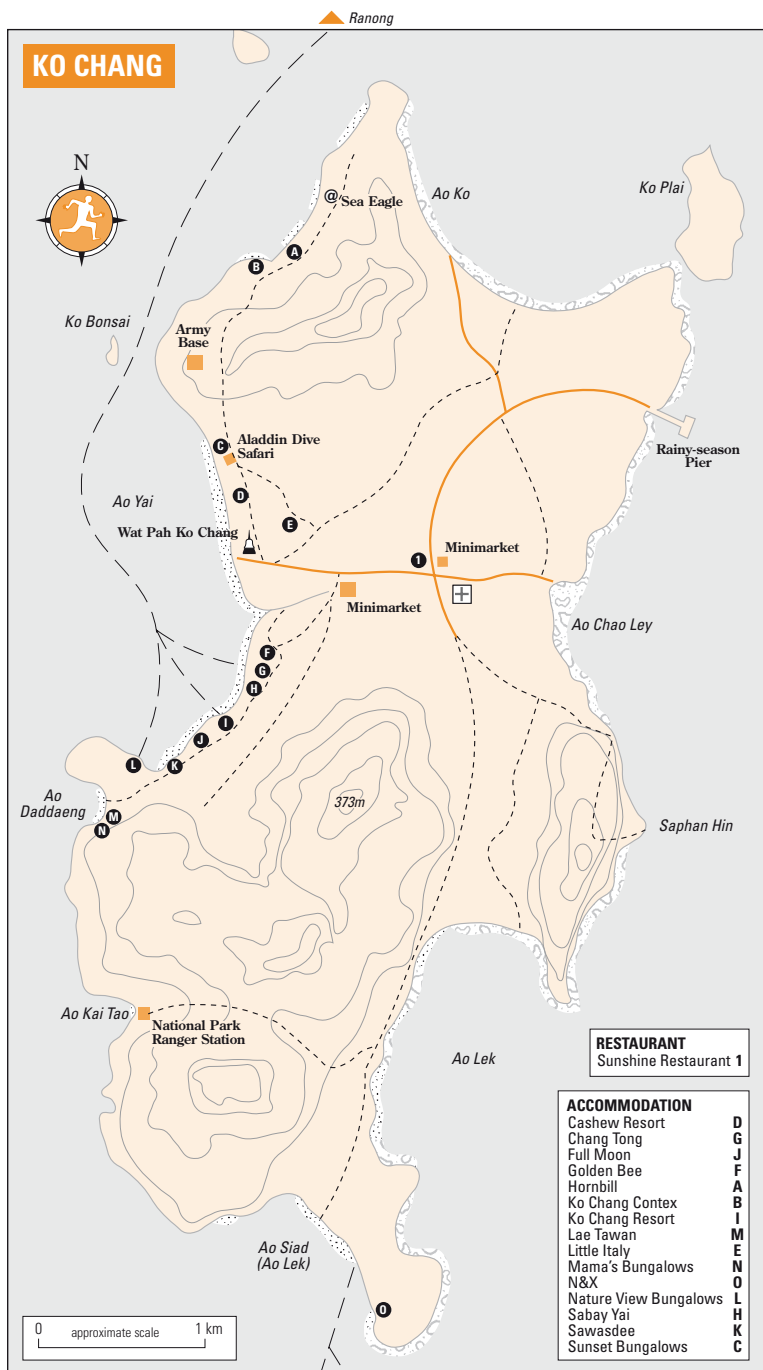 Ranong
KO CHANG
N
Ao Ko
Ko Plai
@ Sea Eagle
A
B
Ko Bonsai
Army
Base
C
Aladdin Dive
Safari
Rainy-season
Pier
D
Ao Yai
E
Wat Pah Ko Chang
1
Minimarket
Minimarket
Ao Chao Ley
F
G
H
I
J
L
K
Ao
Daddaeng
373m
M
N
Saphan Hin
Ao Kai Tao
National Park
Ranger Station
Ao Lek
RESTAURANT
Sunshine Restaurant 1
ACCOMMODATION
Cashew Resort D
Chang Tong G
Full Moon J
Golden Bee F
Hornbill A
Ko Chang Contex B
Ko Chang Resort I
Lae Tawan M
Little Italy E
Mama's Bungalows N
N&X O
Nature View Bungalows L
Sabay Yai H
Sawasdee K
Sunset Bungalows C
Ao Siad
(Ao Lek)
O
0 approximate scale 1 km